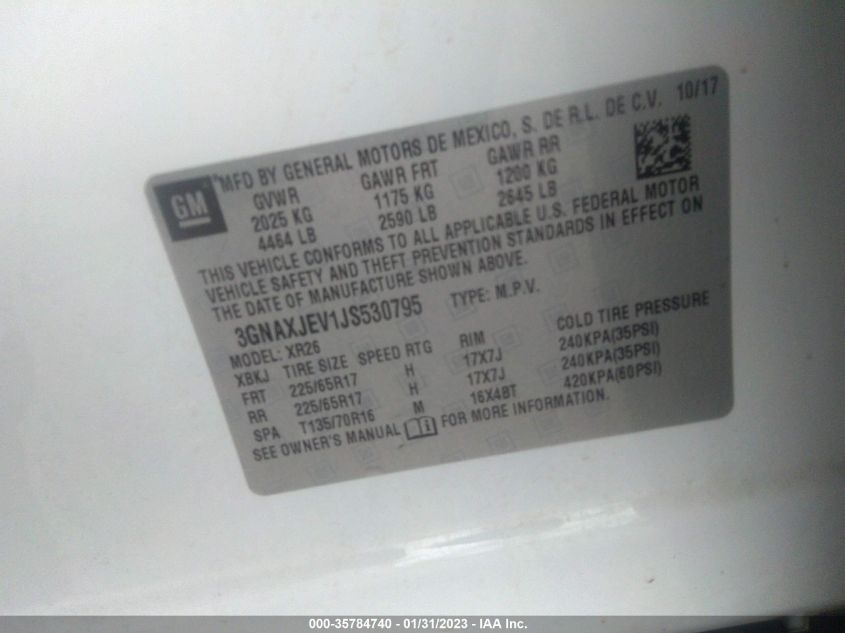 GM
MFD BY GENERAL MOTORS DE MEXICO, S. DE R.L. DE C.V. 10/17
GVWR GAWR FRT GAWR RR
2025 KG 1175 KG 1200 KG
4464 LB 2590 LB 2645 LB
THIS VEHICLE CONFORMS TO ALL APPLICABLE U.S. FEDERAL MOTOR
VEHICLE SAFETY AND THEFT PREVENTION STANDARDS IN EFFECT ON
THE DATE OF MANUFACTURE SHOWN ABOVE.
3GNAXJEV1JS530795 TYPE: M.P.V.
MODEL: XR26
XBKJ TIRE SIZE SPEED RTG RIM COLD TIRE PRESSURE
FRT 225/65R17 H 17X7J 240KPA(35PSI)
RR 225/65R17 H 17X7J 240KPA(35PSI)
SPA T135/70R16 M 16X4BT 420KPA(60PSI)
SEE OWNER'S MANUAL FOR MORE INFORMATION.
000-35784740 - 01/31/2023 - IAA Inc.